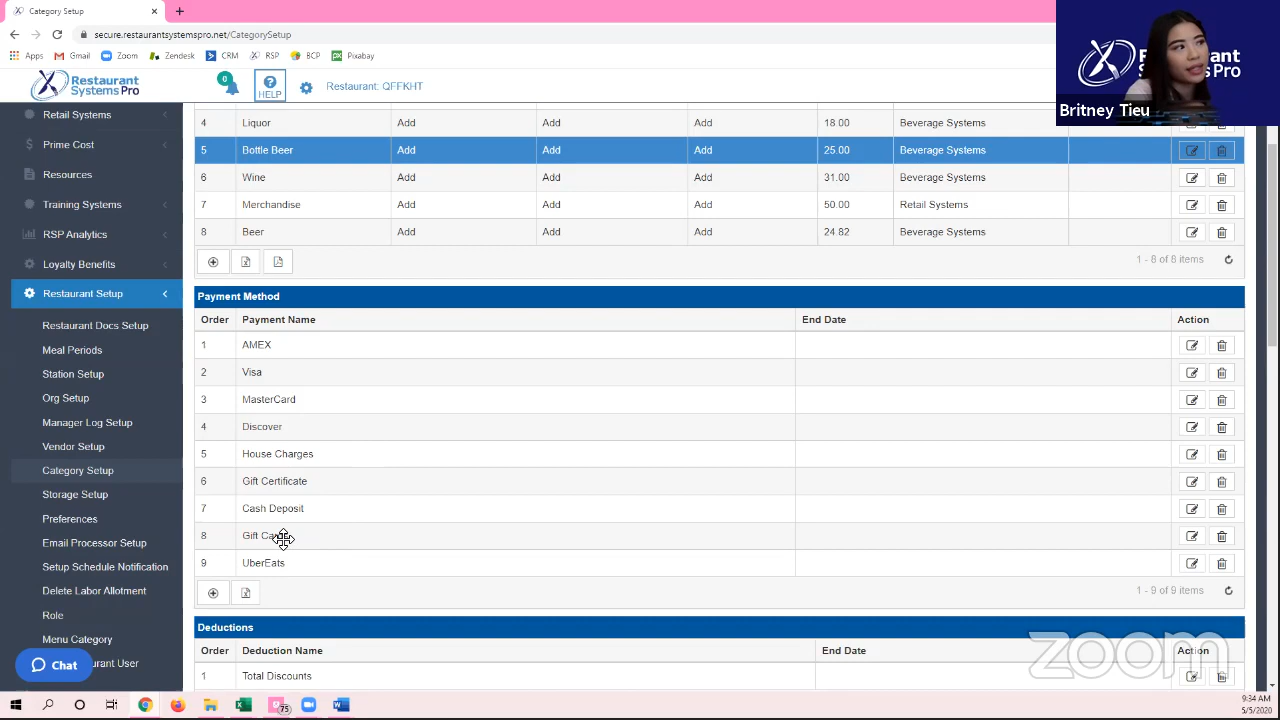 Category Setup
secure.restaurantsystemspro.net/CategorySetup
Apps Gmail Zoom Zendesk CRM RSP BCP Pixabay
Restaurant Systems Pro
0
HELP
Restaurant: QFFKHT
Restaurant Systems Pro
Britney Tieu
Retail Systems
Prime Cost
Resources
Training Systems
RSP Analytics
Loyalty Benefits
Restaurant Setup
Restaurant Docs Setup
Meal Periods
Station Setup
Org Setup
Manager Log Setup
Vendor Setup
Category Setup
Storage Setup
Preferences
Email Processor Setup
Setup Schedule Notification
Delete Labor Allotment
Role
Menu Category
Chat
4 Liquor Add Add Add 18.00 Beverage Systems
5 Bottle Beer Add Add Add 25.00 Beverage Systems
6 Wine Add Add Add 31.00 Beverage Systems
7 Merchandise Add Add Add 50.00 Retail Systems
8 Beer Add Add Add 24.82 Beverage Systems
1 - 8 of 8 items
Payment Method
Order Payment Name End Date Action
1 AMEX
2 Visa
3 MasterCard
4 Discover
5 House Charges
6 Gift Certificate
7 Cash Deposit
8 Gift
9 UberEats
1 - 9 of 9 items
Deductions
Order Deduction Name End Date Action
1 Total Discounts
zoom
75
9:34 AM
5/5/2020